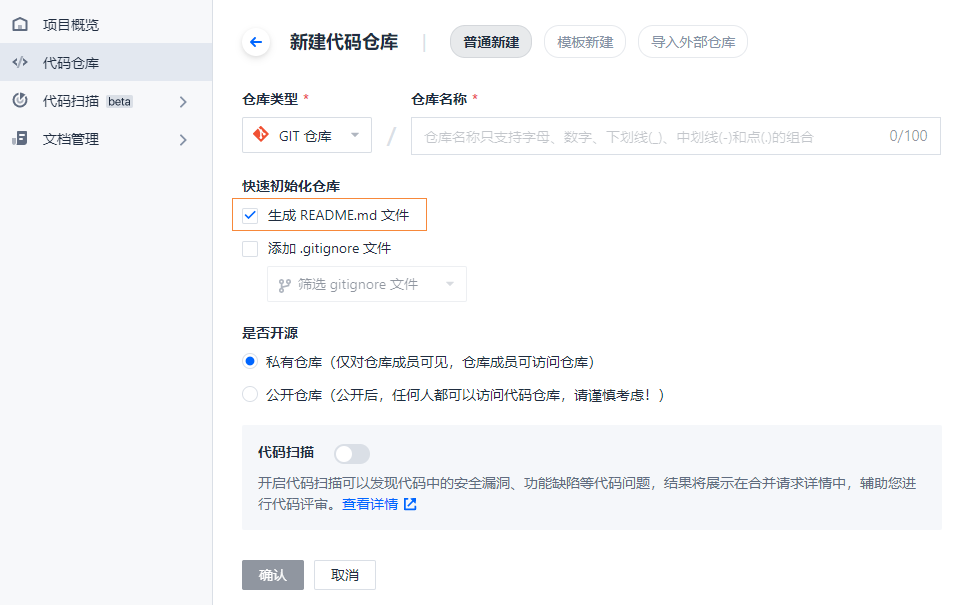 项目概览
代码仓库
代码扫描 beta
文档管理
新建代码仓库 | 普通新建 模板新建 导入外部仓库
仓库类型 * 仓库名称 *
GIT 仓库 / 仓库名称只支持字母、数字、下划线(_)、中划线(-)和点(.)的组合 0/100
快速初始化仓库
生成 README.md 文件
添加 .gitignore 文件
筛选 gitignore 文件
是否开源
私有仓库（仅对仓库成员可见，仓库成员可访问仓库）
公开仓库（公开后，任何人都可以访问代码仓库，请谨慎考虑！）
代码扫描
开启代码扫描可以发现代码中的安全漏洞、功能缺陷等代码问题，结果将展示在合并请求详情中，辅助您进
行代码评审。查看详情
确认 取消